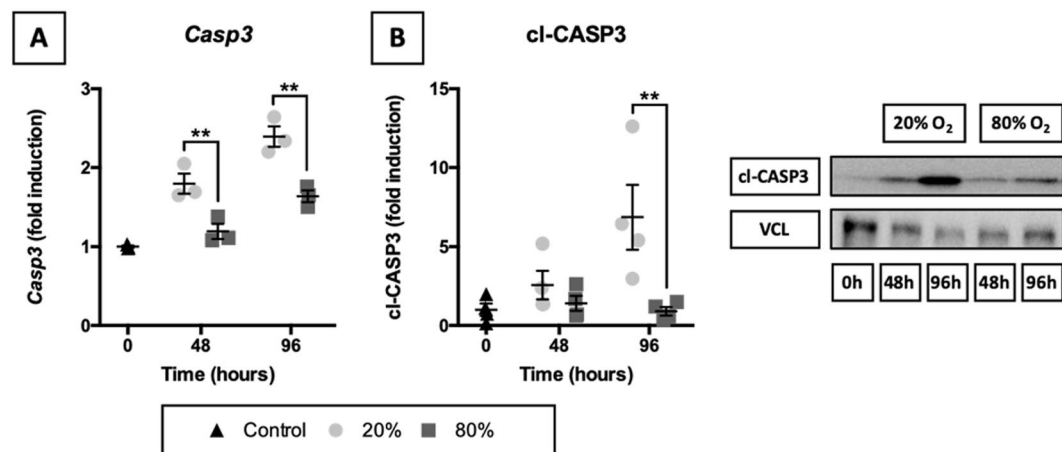 A
Casp3
Casp3 (fold induction)
3
2
1
0
**
**
0
48
96
Time (hours)
B
cl-CASP3
cl-CASP3 (fold induction)
15
10
5
0
**
0
48
96
Time (hours)
20% O₂
80% O₂
cl-CASP3
VCL
0h
48h
96h
48h
96h
Control
20%
80%